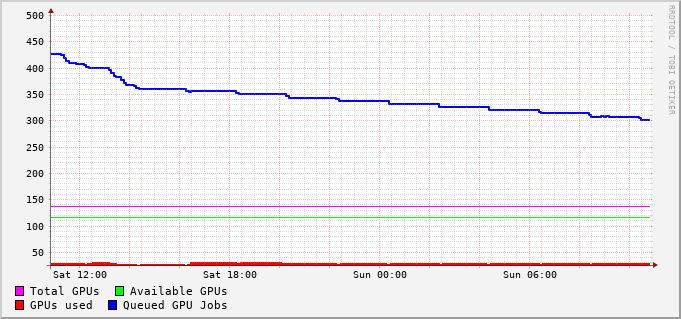 500
450
400
350
300
250
200
150
100
50
Sat 12:00 Sat 18:00 Sun 00:00 Sun 06:00
Total GPUs Available GPUs
GPUs used Queued GPU Jobs
RRDTOOL / TOBI OETIKER